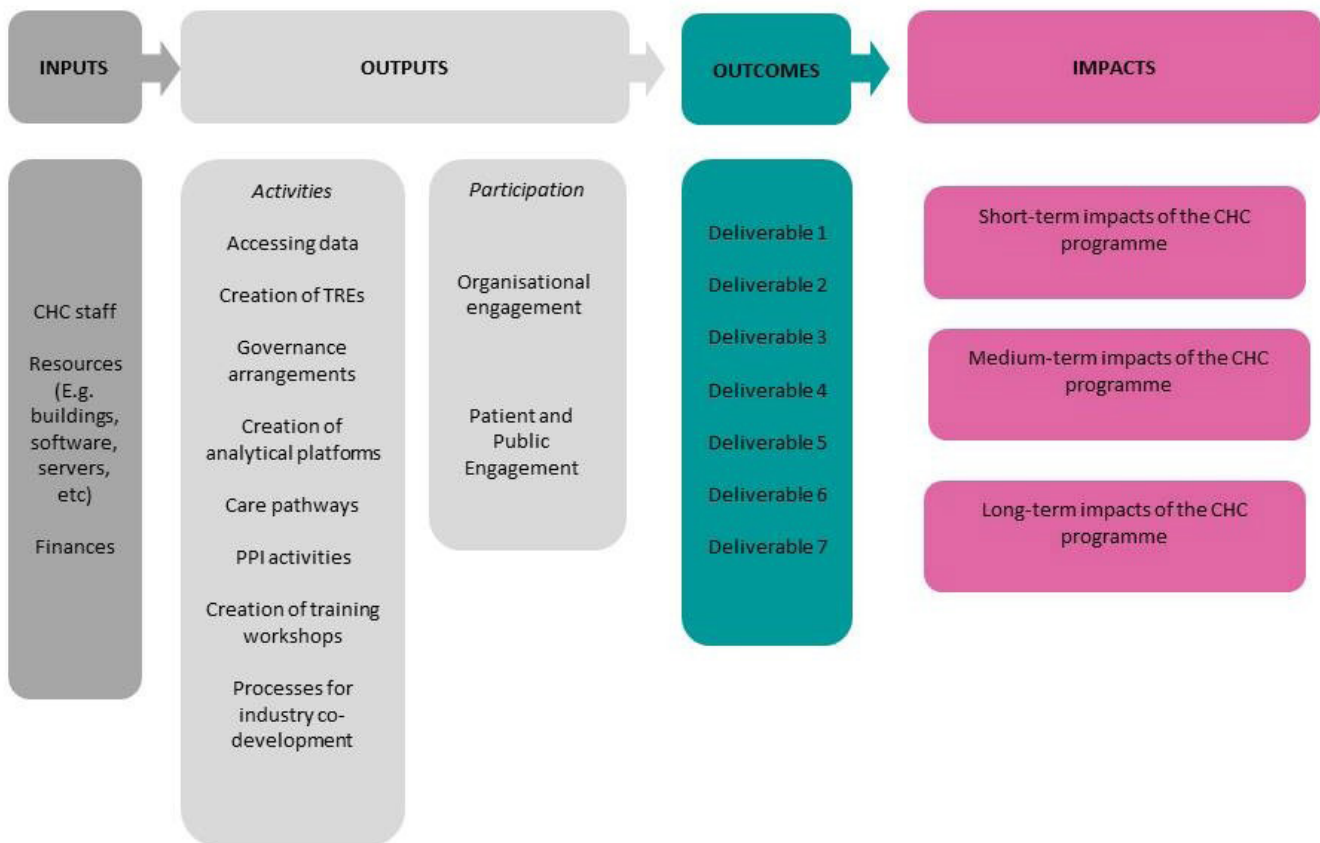 INPUTS
OUTPUTS
OUTCOMES
IMPACTS
CHC staff
Resources
(E.g.
buildings,
software,
servers,
etc)
Finances
Activities
Accessing data
Creation of TREs
Governance
arrangements
Creation of
analytical platforms
Care pathways
PPI activities
Creation of training
workshops
Processes for
industry co-
development
Participation
Organisational
engagement
Patient and
Public
Engagement
Deliverable 1
Deliverable 2
Deliverable 3
Deliverable 4
Deliverable 5
Deliverable 6
Deliverable 7
Short-term impacts of the CHC
programme
Medium-term impacts of the CHC
programme
Long-term impacts of the CHC
programme